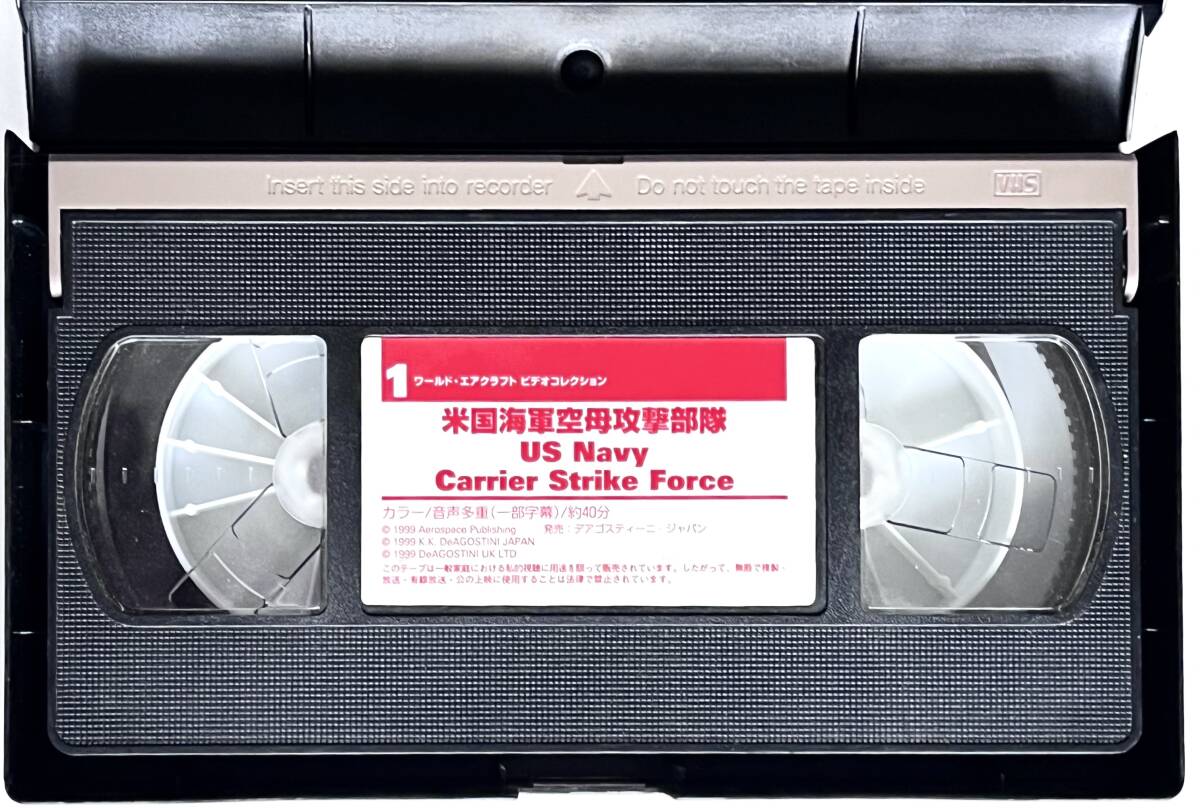 Insert this side into recorder Do not touch the tape inside VHS
1 ワールド・エアクラフト ビデオコレクション
米国海軍空母攻撃部隊
US Navy
Carrier Strike Force
カラー/音声多重(一部字幕)/約40分
© 1999 Aerospace Publishing 発売:デアゴスティーニ・ジャパン
© 1999 K.K. DeAGOSTINI JAPAN
© 1999 DeAGOSTINI UK LTD
このテープは一般家庭における私的視聴に用途を限って販売されています。したがって、無断で複製・
放送・有線放送・公の上映に使用することは法律で禁止されています。